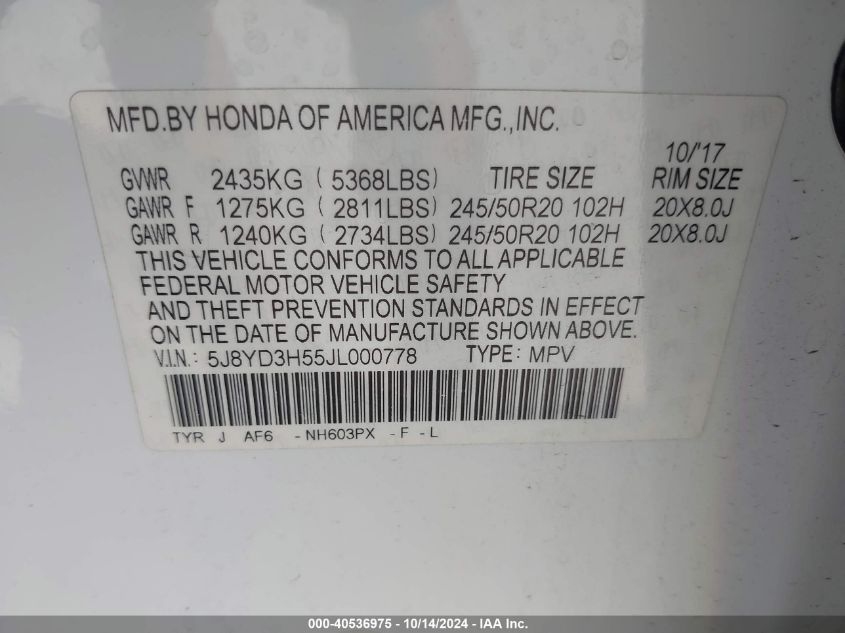 MFD.BY HONDA OF AMERICA MFG.,INC.
10/'17
GVWR 2435KG ( 5368LBS) TIRE SIZE RIM SIZE
GAWR F 1275KG ( 2811LBS) 245/50R20 102H 20X8.0J
GAWR R 1240KG ( 2734LBS) 245/50R20 102H 20X8.0J
THIS VEHICLE CONFORMS TO ALL APPLICABLE
FEDERAL MOTOR VEHICLE SAFETY
AND THEFT PREVENTION STANDARDS IN EFFECT
ON THE DATE OF MANUFACTURE SHOWN ABOVE.
V.I.N.: 5J8YD3H55JL000778 TYPE: MPV
TYR J AF6 -NH603PX -F -L
000-40536975 - 10/14/2024 - IAA Inc.